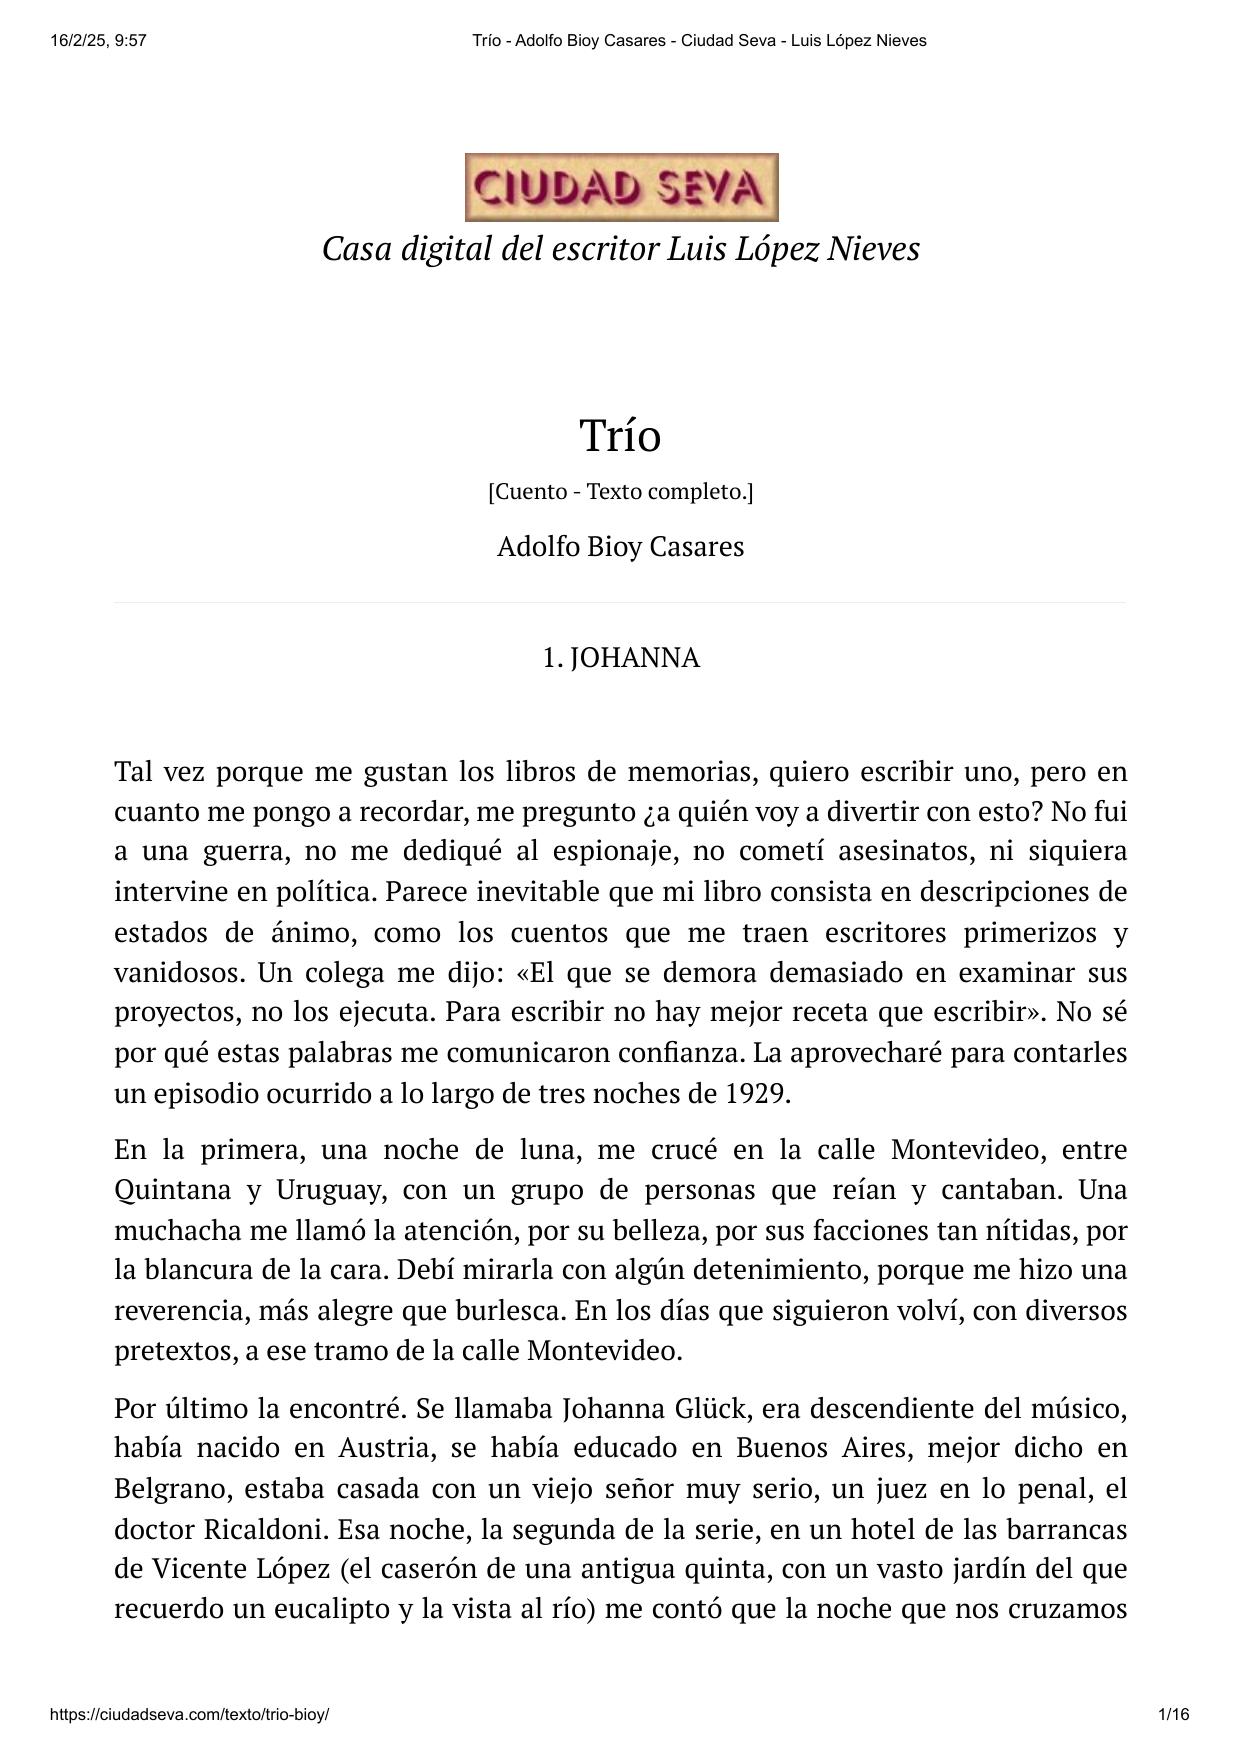 16/2/25, 9:57
Trío - Adolfo Bioy Casares - Ciudad Seva - Luis López Nieves
CIUDAD SEVA
Casa digital del escritor Luis López Nieves
Trío
[Cuento - Texto completo.]
Adolfo Bioy Casares
1. JOHANNA
Tal vez porque me gustan los libros de memorias, quiero escribir uno, pero en
cuanto me pongo a recordar, me pregunto ¿a quién voy a divertir con esto? No fui
a una guerra, no me dediqué al espionaje, no cometí asesinatos, ni siquiera
intervine en política. Parece inevitable que mi libro consista en descripciones de
estados de ánimo, como los cuentos que me traen escritores primerizos y
vanidosos. Un colega me dijo: «El que se demora demasiado en examinar sus
proyectos, no los ejecuta. Para escribir no hay mejor receta que escribir». No sé
por qué estas palabras me comunicaron confianza. La aprovecharé para contarles
un episodio ocurrido a lo largo de tres noches de 1929.
En la primera, una noche de luna, me crucé en la calle Montevideo, entre
Quintana y Uruguay, con un grupo de personas que reían y cantaban. Una
muchacha me llamó la atención, por su belleza, por sus facciones tan nítidas, por
la blancura de la cara. Debí mirarla con algún detenimiento, porque me hizo una
reverencia, más alegre que burlesca. En los días que siguieron volví, con diversos
pretextos, a ese tramo de la calle Montevideo.
Por último la encontré. Se llamaba Johanna Glück, era descendiente del músico,
había nacido en Austria, se había educado en Buenos Aires, mejor dicho en
Belgrano, estaba casada con un viejo señor muy serio, un juez en lo penal, el
doctor Ricaldoni. Esa noche, la segunda de la serie, en un hotel de las barrancas
de Vicente López (el caserón de una antigua quinta, con un vasto jardín del que
recuerdo un eucalipto y la vista al río) me contó que la noche que nos cruzamos
https://ciudadseva.com/texto/trio-bioy/
1/16